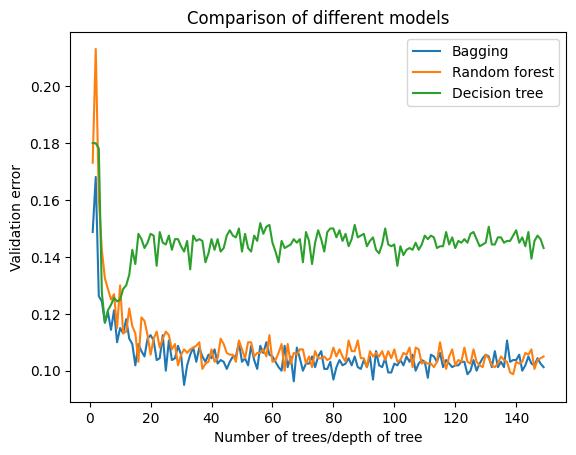 Comparison of different models
Bagging
Random forest
Decision tree
Validation error
0.20
0.18
0.16
0.14
0.12
0.10
0
20
40
60
80
100
120
140
Number of trees/depth of tree